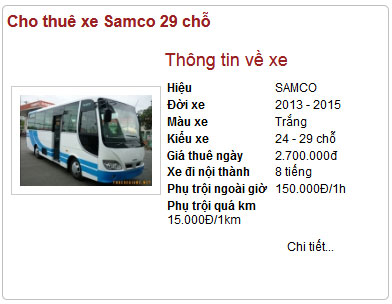 Cho thuê xe Samco 29 chỗ
Thông tin về xe
Hiệu SAMCO
Đời xe 2013 - 2015
Màu xe Trắng
Kiểu xe 24 - 29 chỗ
Giá thuê ngày 2.700.000đ
Xe đi nội thành 8 tiếng
Phụ trội ngoài giờ 150.000Đ/1h
Phụ trội quá km
15.000Đ/1km
Chi tiết...